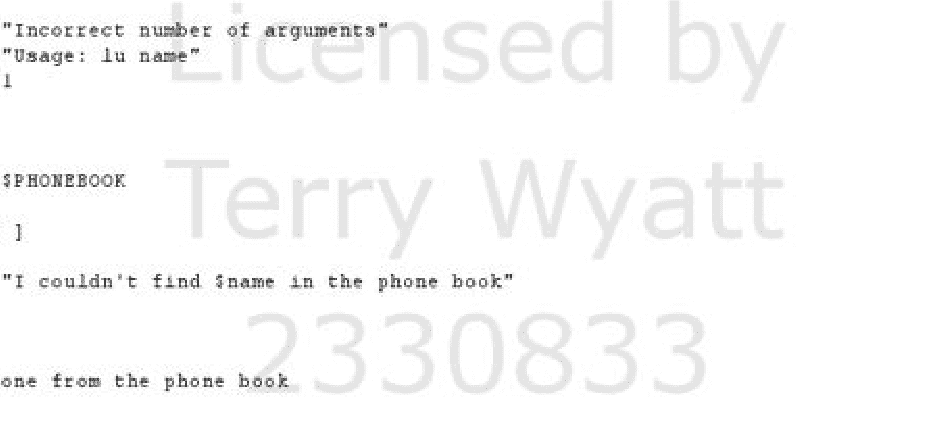 "Incorrect number of arguments"
"Usage: lu name"
1
$PHONEBOOK
]
"I couldn't find $name in the phone book"
one from the phone book
Licensed by
Terry Wyatt
2330833